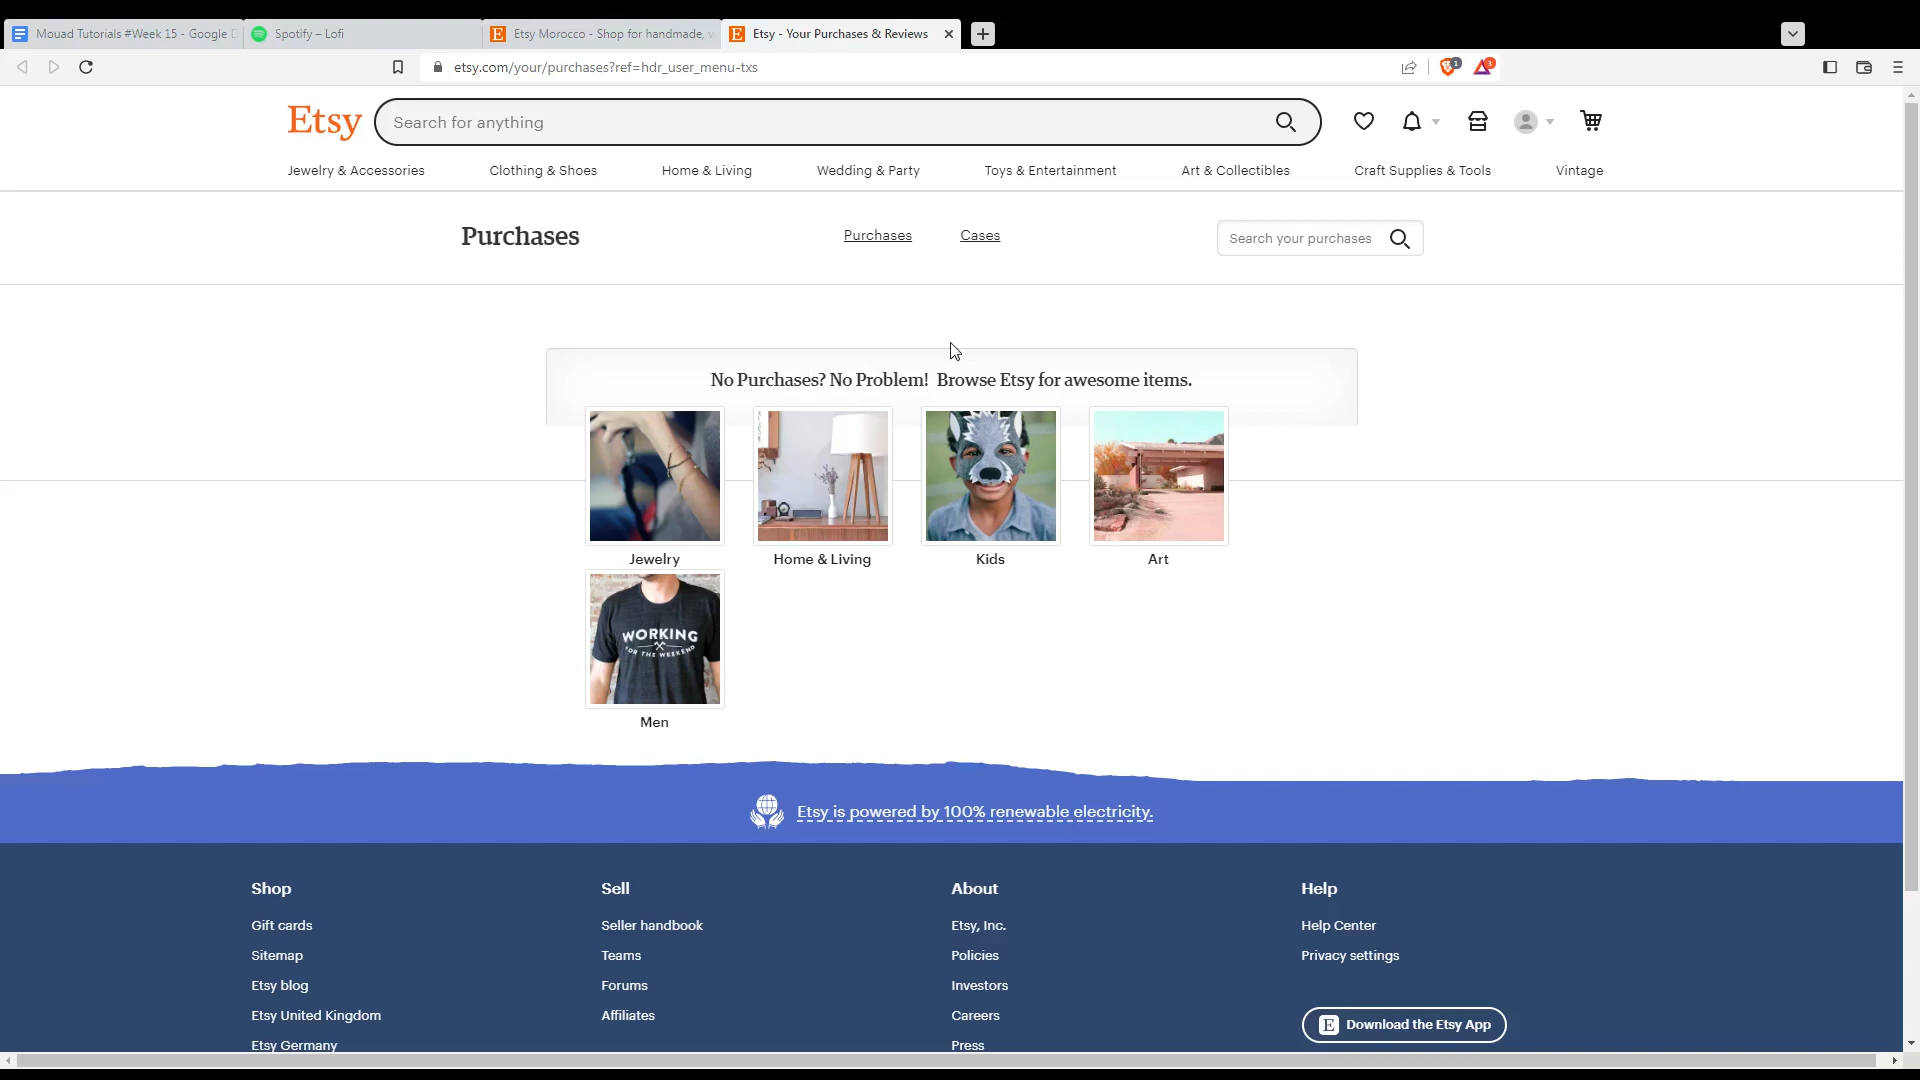 Mouad Tutorials #Week 15 - Google D
Spotify – Lofi
Etsy Morocco - Shop for handmade, v
Etsy - Your Purchases & Reviews
etsy.com/your/purchases?ref=hdr_user_menu-txs
1
3
Etsy
Search for anything
Jewelry & Accessories
Clothing & Shoes
Home & Living
Wedding & Party
Toys & Entertainment
Art & Collectibles
Craft Supplies & Tools
Vintage
Purchases
Purchases
Cases
Search your purchases
No Purchases? No Problem! Browse Etsy for awesome items.
Jewelry
Home & Living
Kids
Art
WORKING
FOR THE WEEKEND
Men
Etsy is powered by 100% renewable electricity.
Shop
Gift cards
Sitemap
Etsy blog
Etsy United Kingdom
Etsy Germany
Sell
Seller handbook
Teams
Forums
Affiliates
About
Etsy, Inc.
Policies
Investors
Careers
Press
Help
Help Center
Privacy settings
E Download the Etsy App